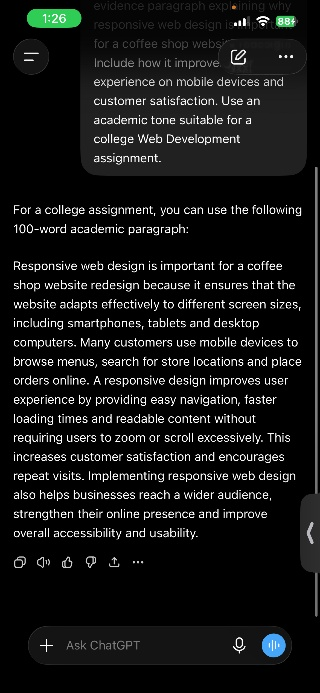 evidence paragraph explaining why
1:26
88
responsive web design is
for a coffee shop websi
Include how it improve
experience on mobile devices and
customer satisfaction. Use an
academic tone suitable for a
college Web Development
assignment.
For a college assignment, you can use the following
100-word academic paragraph:
Responsive web design is important for a coffee
shop website redesign because it ensures that the
website adapts effectively to different screen sizes,
including smartphones, tablets and desktop
computers. Many customers use mobile devices to
browse menus, search for store locations and place
orders online. A responsive design improves user
experience by providing easy navigation, faster
loading times and readable content without
requiring users to zoom or scroll excessively. This
increases customer satisfaction and encourages
repeat visits. Implementing responsive web design
also helps businesses reach a wider audience,
strengthen their online presence and improve
overall accessibility and usability.
Ask ChatGPT